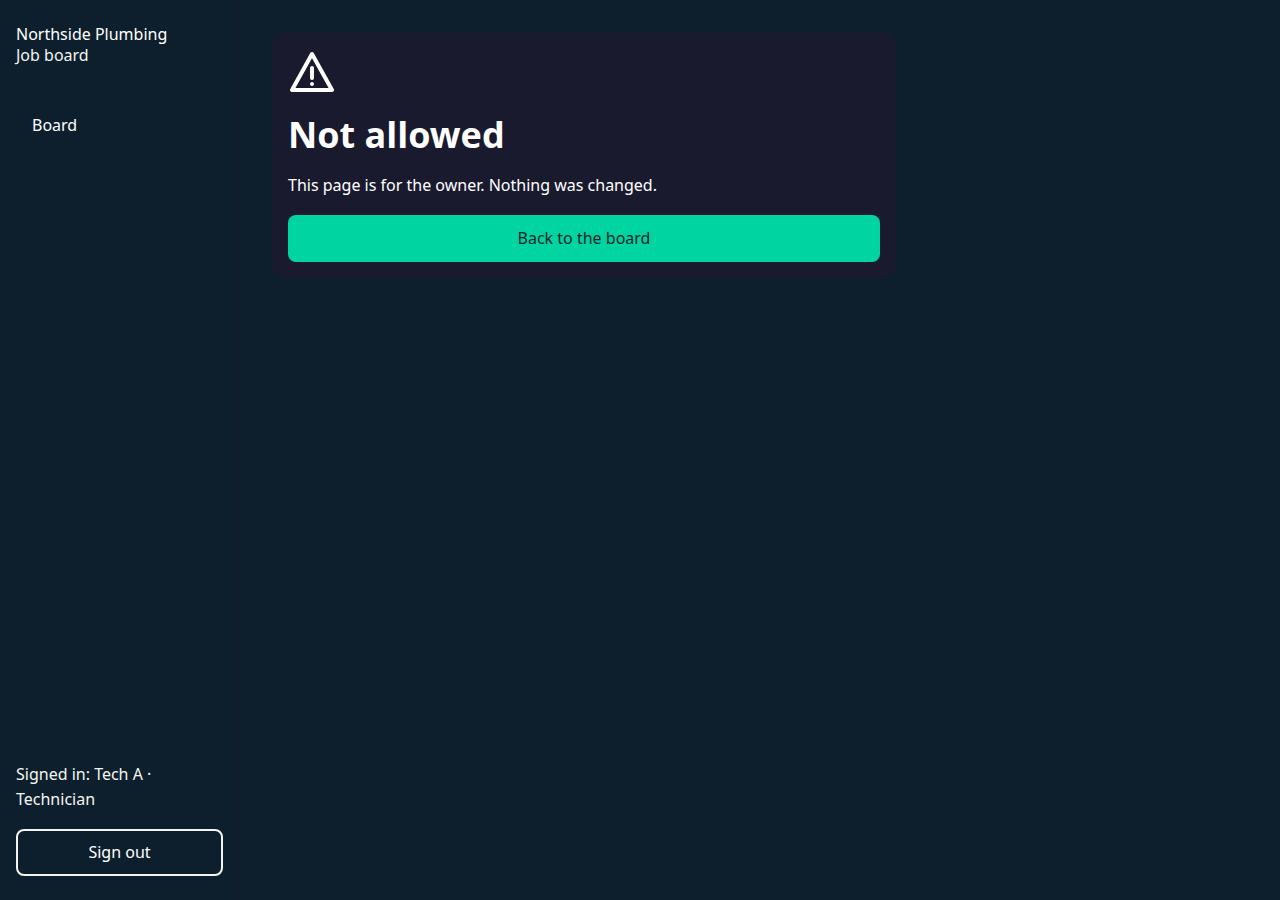 Northside Plumbing
Job board
Board
Not allowed
This page is for the owner. Nothing was changed.
Back to the board
Signed in: Tech A ·
Technician
Sign out